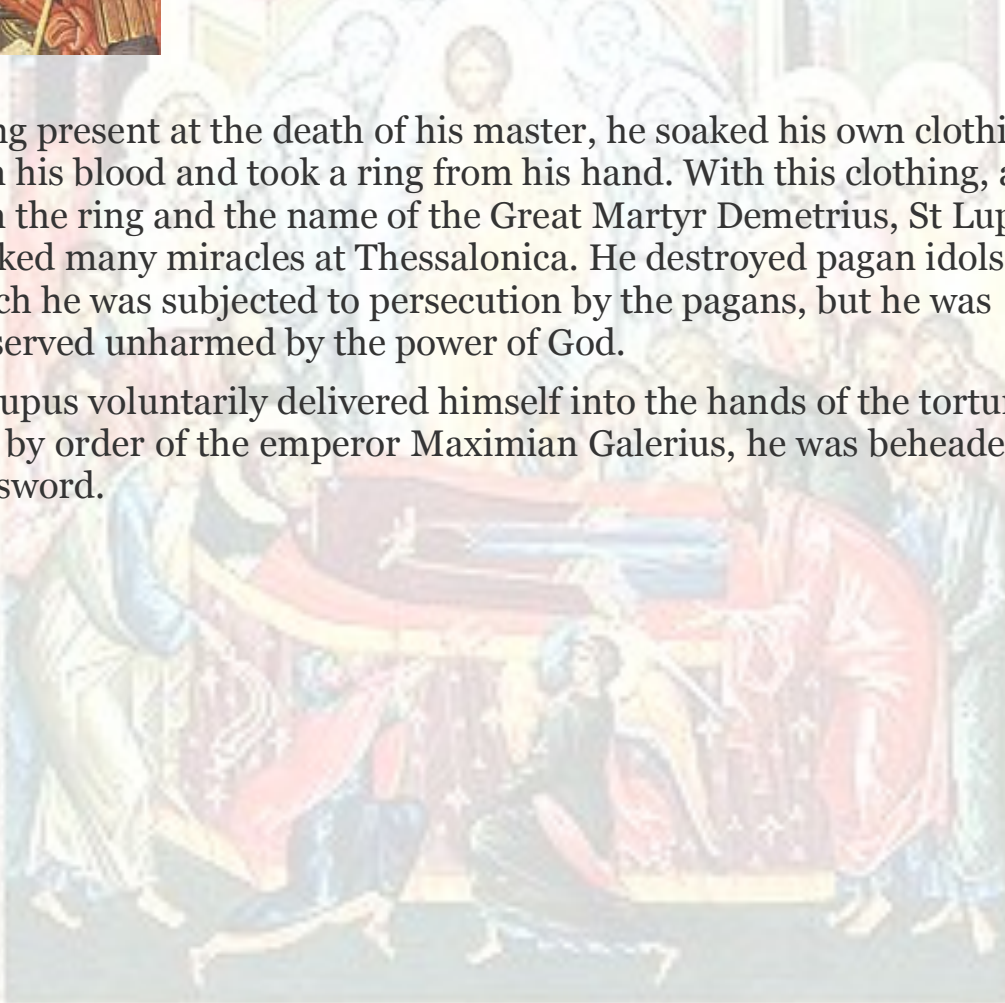 ng present at the death of his master, he soaked his own clothi
n his blood and took a ring from his hand. With this clothing, a
n the ring and the name of the Great Martyr Demetrius, St Lup
ked many miracles at Thessalonica. He destroyed pagan idols
ch he was subjected to persecution by the pagans, but he was
served unharmed by the power of God.
upus voluntarily delivered himself into the hands of the tortur
by order of the emperor Maximian Galerius, he was beheade
sword.